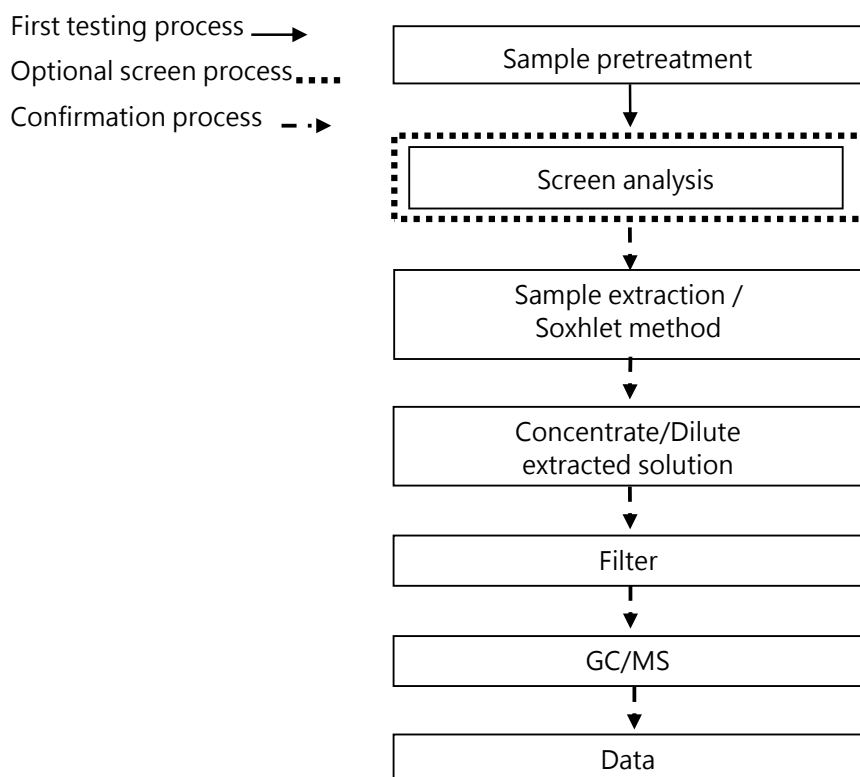 First testing process
Optional screen process
Confirmation process
Sample pretreatment
Screen analysis
Sample extraction /
Soxhlet method
Concentrate/Dilute
extracted solution
Filter
GC/MS
Data